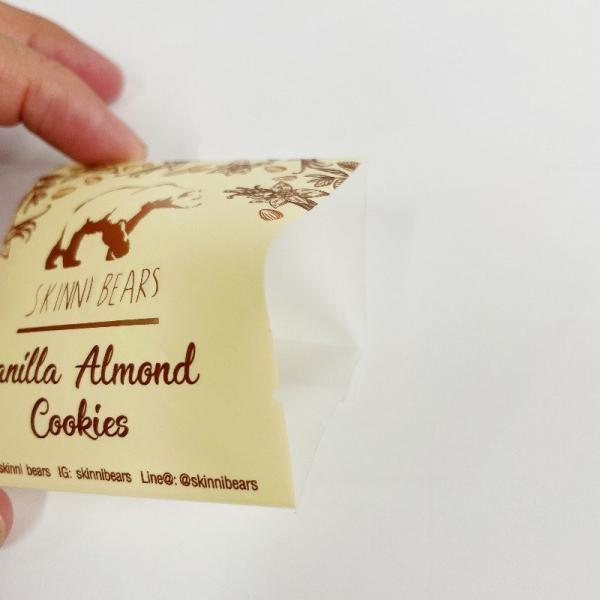 SKINNI BEARS
anilla Almond
Cookies
skinni bears IG: skinnibears Line@: @skinnibears